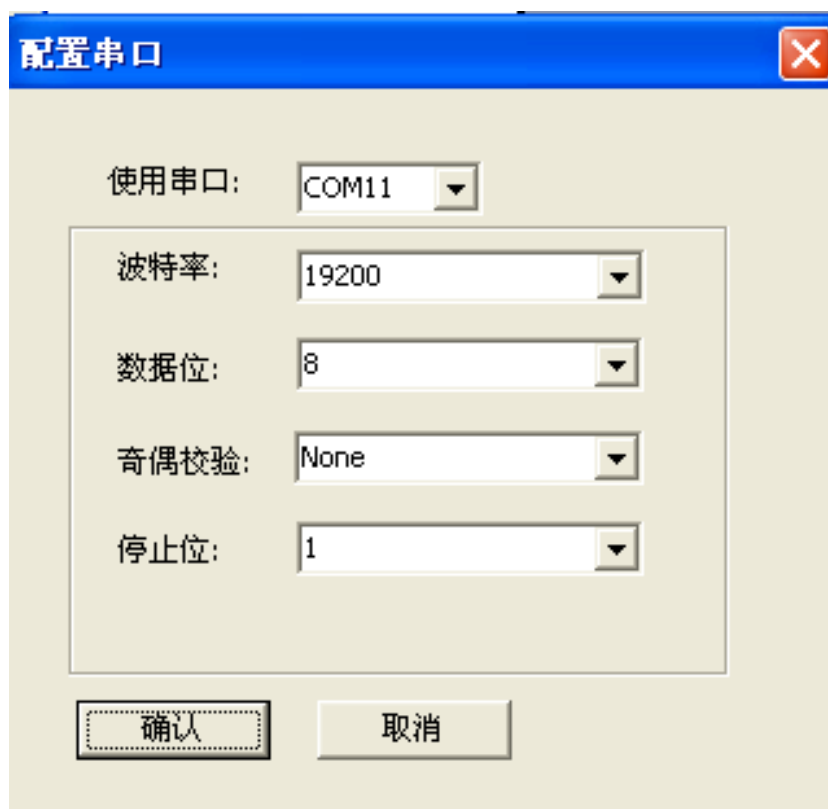 配置串口
使用串口: COM11
波特率: 19200
数据位: 8
奇偶校验: None
停止位: 1
确认 取消